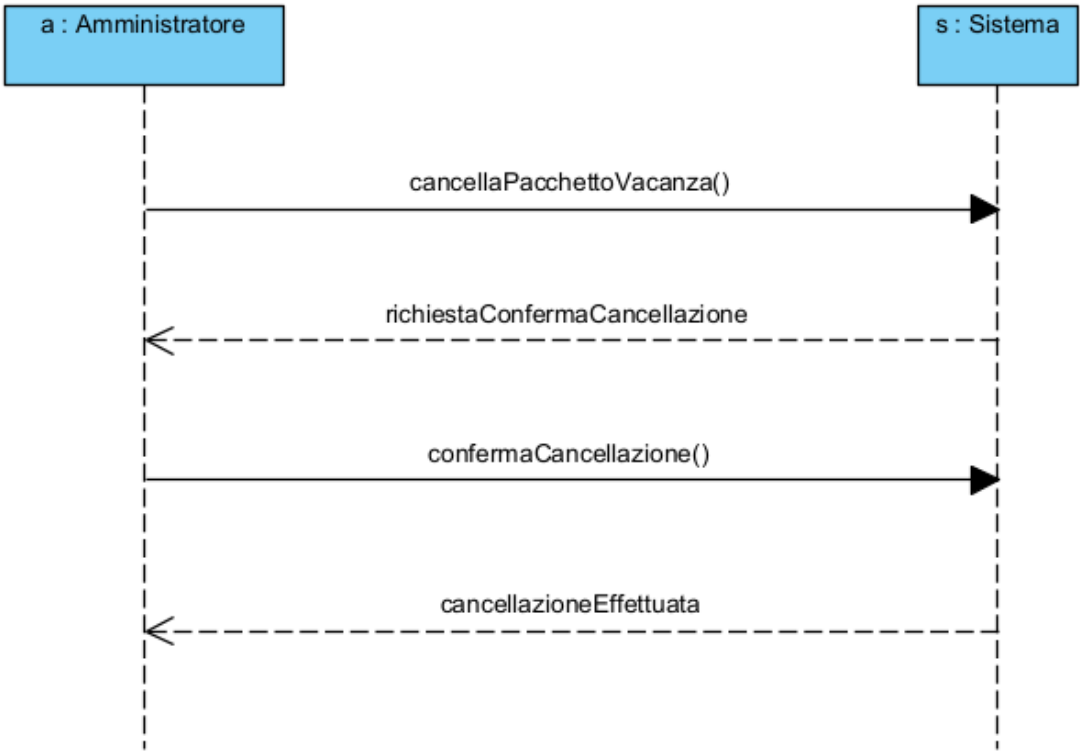 a : Amministratore
s : Sistema
cancellaPacchettoVacanza()
richiestaConfermaCancellazione
confermaCancellazione()
cancellazioneEffettuata